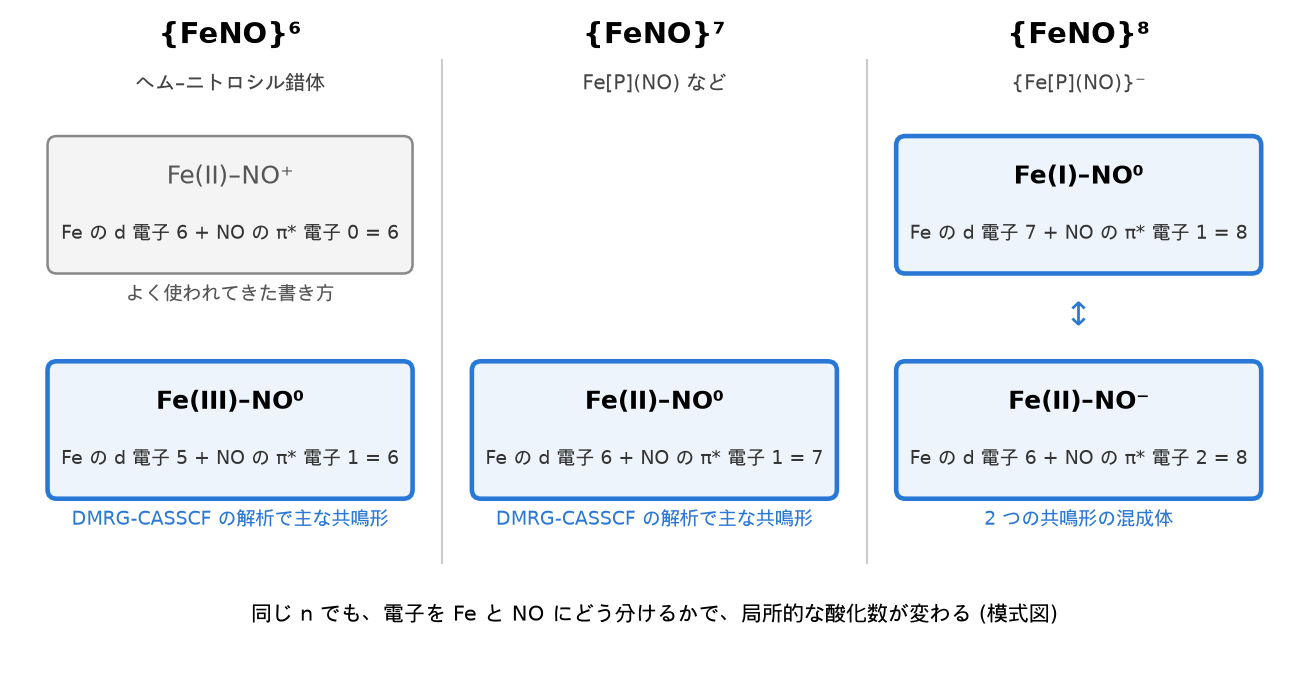 {FeNO}⁶
ヘム–ニトロシル錯体
Fe(II)–NO⁺
Fe の d 電子 6 + NO の π* 電子 0 = 6
よく使われてきた書き方
Fe(III)–NO⁰
Fe の d 電子 5 + NO の π* 電子 1 = 6
DMRG-CASSCF の解析で主な共鳴形
{FeNO}⁷
Fe[P](NO) など
Fe(II)–NO⁰
Fe の d 電子 6 + NO の π* 電子 1 = 7
DMRG-CASSCF の解析で主な共鳴形
{FeNO}⁸
{Fe[P](NO)}⁻
Fe(I)–NO⁰
Fe の d 電子 7 + NO の π* 電子 1 = 8
↕
Fe(II)–NO⁻
Fe の d 電子 6 + NO の π* 電子 2 = 8
2 つの共鳴形の混成体
同じ n でも、電子を Fe と NO にどう分けるかで、局所的な酸化数が変わる (模式図)